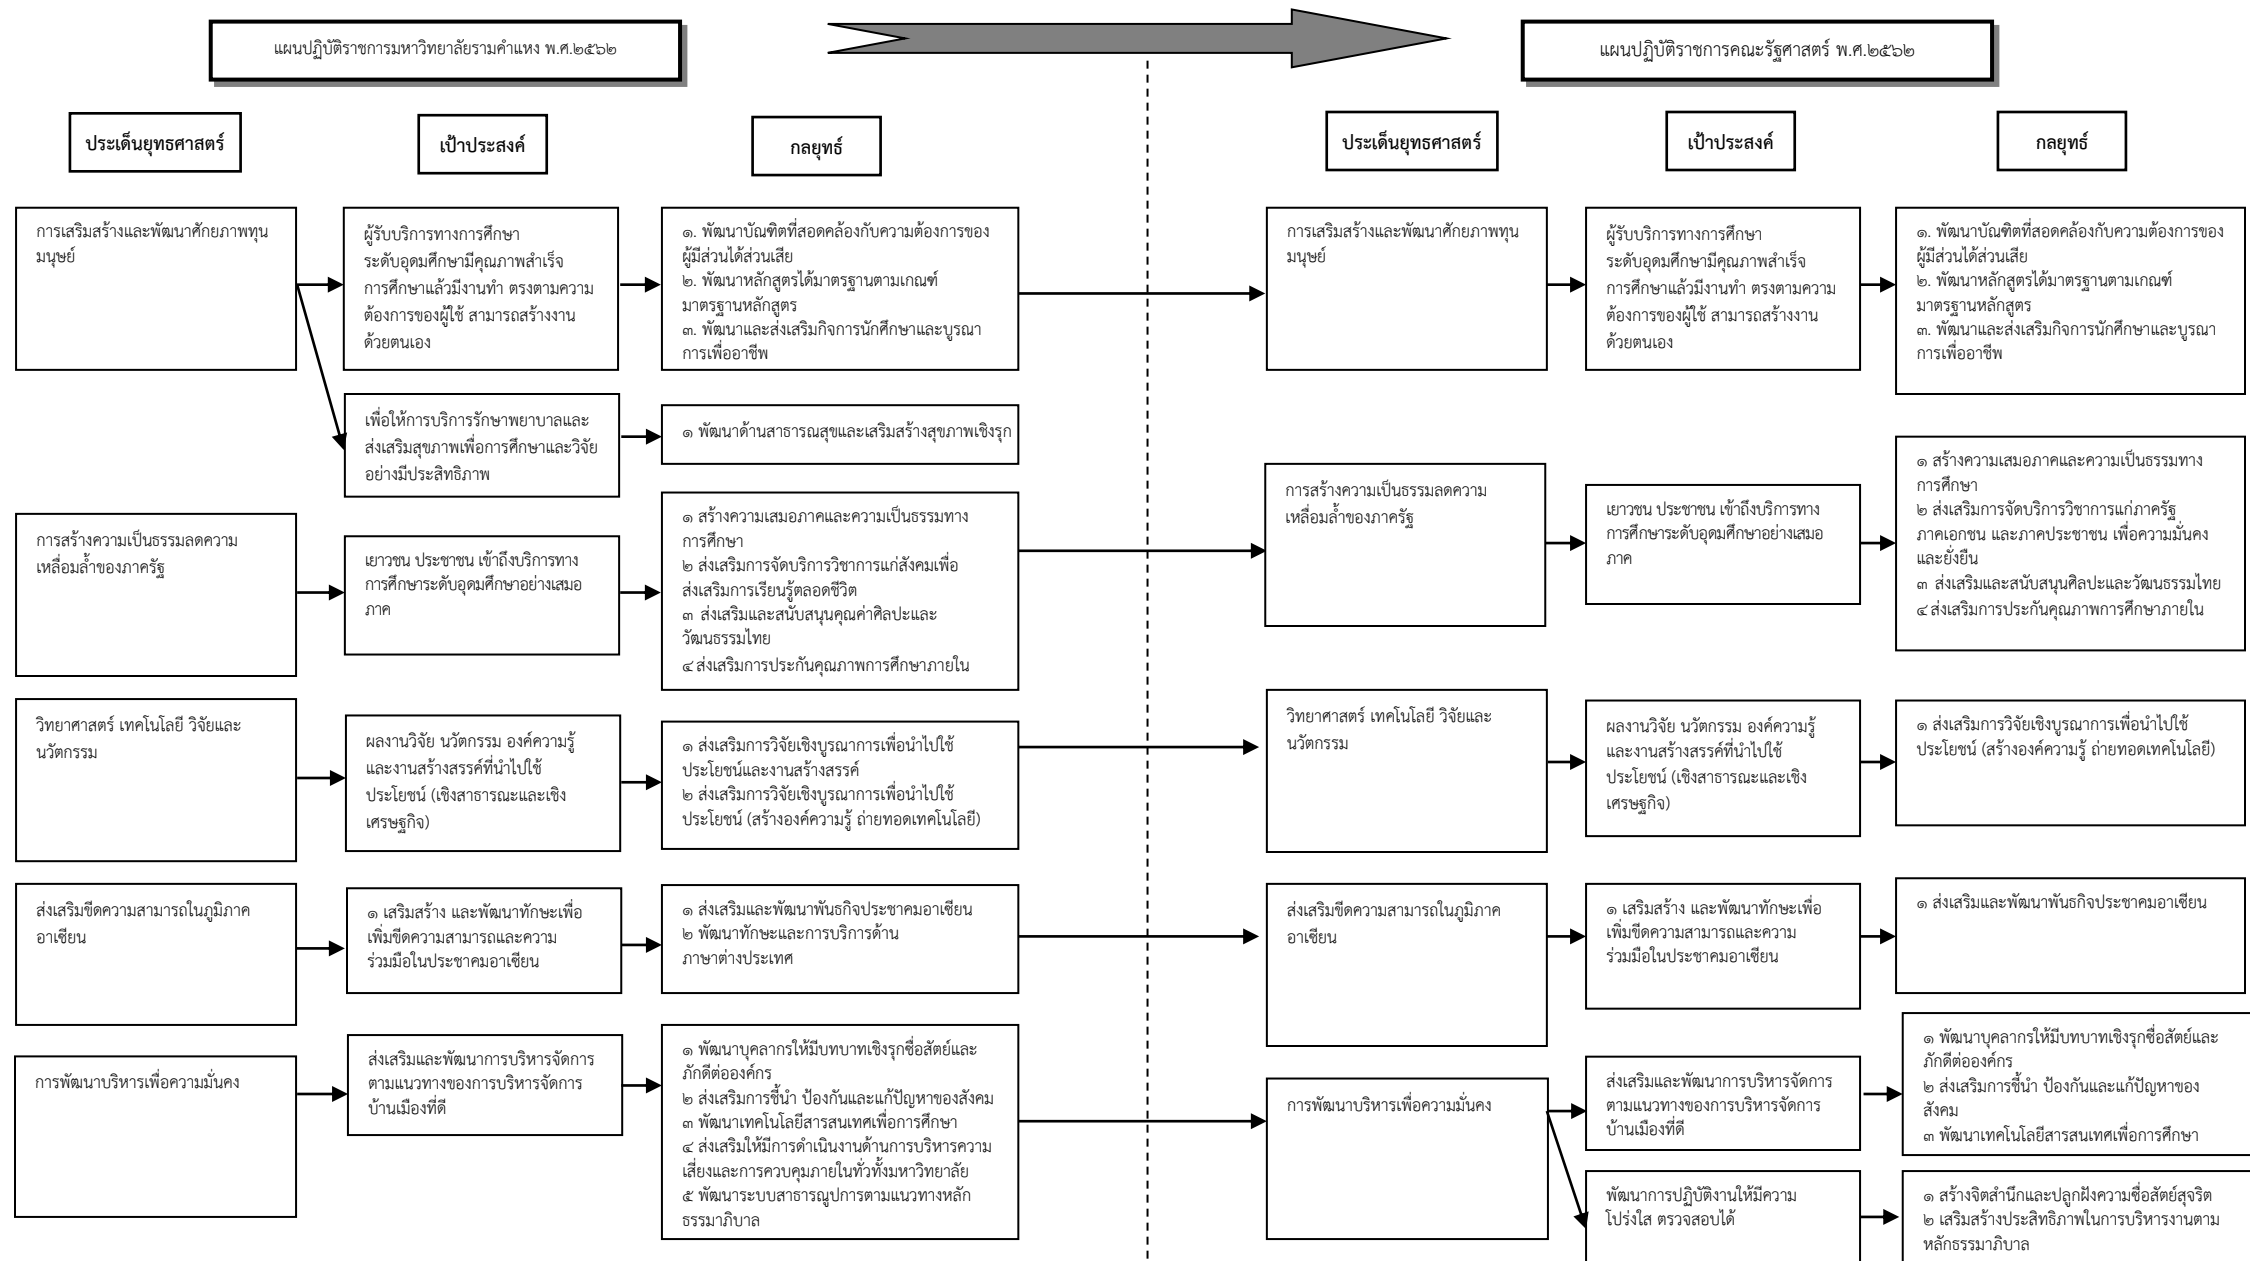 แผนปฏิบัติราชการมหาวิทยาลัยรามคำแหง พ.ศ.๒๕๖๒
แผนปฏิบัติราชการคณะรัฐศาสตร์ พ.ศ.๒๕๖๒
ประเด็นยุทธศาสตร์
เป้าประสงค์
กลยุทธ์
ประเด็นยุทธศาสตร์
เป้าประสงค์
กลยุทธ์
การเสริมสร้างและพัฒนาศักยภาพทุน
มนุษย์
ผู้รับบริการทางการศึกษา
ระดับอุดมศึกษามีคุณภาพสำเร็จ
การศึกษาแล้วมีงานทำ ตรงตามความ
ต้องการของผู้ใช้ สามารถสร้างงาน
ด้วยตนเอง
๑. พัฒนาบัณฑิตที่สอดคล้องกับความต้องการของ
ผู้มีส่วนได้ส่วนเสีย
๒. พัฒนาหลักสูตรได้มาตรฐานตามเกณฑ์
มาตรฐานหลักสูตร
๓. พัฒนาและส่งเสริมกิจการนักศึกษาและบูรณา
การเพื่ออาชีพ
เพื่อให้การบริการรักษาพยาบาลและ
ส่งเสริมสุขภาพเพื่อการศึกษาและวิจัย
อย่างมีประสิทธิภาพ
๑ พัฒนาด้านสาธารณสุขและเสริมสร้างสุขภาพเชิงรุก
การสร้างความเป็นธรรมลดความ
เหลื่อมล้ำของภาครัฐ
เยาวชน ประชาชน เข้าถึงบริการทาง
การศึกษาระดับอุดมศึกษาอย่างเสมอ
ภาค
๑ สร้างความเสมอภาคและความเป็นธรรมทาง
การศึกษา
๒ ส่งเสริมการจัดบริการวิชาการแก่สังคมเพื่อ
ส่งเสริมการเรียนรู้ตลอดชีวิต
๓ ส่งเสริมและสนับสนุนคุณค่าศิลปะและ
วัฒนธรรมไทย
๔ ส่งเสริมการประกันคุณภาพการศึกษาภายใน
วิทยาศาสตร์ เทคโนโลยี วิจัยและ
นวัตกรรม
ผลงานวิจัย นวัตกรรม องค์ความรู้
และงานสร้างสรรค์ที่นำไปใช้
ประโยชน์ (เชิงสาธารณะและเชิง
เศรษฐกิจ)
๑ ส่งเสริมการวิจัยเชิงบูรณาการเพื่อนำไปใช้
ประโยชน์และงานสร้างสรรค์
๒ ส่งเสริมการวิจัยเชิงบูรณาการเพื่อนำไปใช้
ประโยชน์ (สร้างองค์ความรู้ ถ่ายทอดเทคโนโลยี)
ส่งเสริมขีดความสามารถในภูมิภาค
อาเซียน
๑ เสริมสร้าง และพัฒนาทักษะเพื่อ
เพิ่มขีดความสามารถและความ
ร่วมมือในประชาคมอาเซียน
๑ ส่งเสริมและพัฒนาพันธกิจประชาคมอาเซียน
๒ พัฒนาทักษะและการบริการด้าน
ภาษาต่างประเทศ
การพัฒนาบริหารเพื่อความมั่นคง
ส่งเสริมและพัฒนาการบริหารจัดการ
ตามแนวทางของการบริหารจัดการ
บ้านเมืองที่ดี
๑ พัฒนาบุคลากรให้มีบทบาทเชิงรุกซื่อสัตย์และ
ภักดีต่อองค์กร
๒ ส่งเสริมการชี้นำ ป้องกันและแก้ปัญหาของสังคม
๓ พัฒนาเทคโนโลยีสารสนเทศเพื่อการศึกษา
๔ ส่งเสริมให้มีการดำเนินงานด้านการบริหารความ
เสี่ยงและการควบคุมภายในทั่วทั้งมหาวิทยาลัย
๕ พัฒนาระบบสาธารณูปการตามแนวทางหลัก
ธรรมาภิบาล
การเสริมสร้างและพัฒนาศักยภาพทุน
มนุษย์
ผู้รับบริการทางการศึกษา
ระดับอุดมศึกษามีคุณภาพสำเร็จ
การศึกษาแล้วมีงานทำ ตรงตามความ
ต้องการของผู้ใช้ สามารถสร้างงาน
ด้วยตนเอง
๑. พัฒนาบัณฑิตที่สอดคล้องกับความต้องการของ
ผู้มีส่วนได้ส่วนเสีย
๒. พัฒนาหลักสูตรได้มาตรฐานตามเกณฑ์
มาตรฐานหลักสูตร
๓. พัฒนาและส่งเสริมกิจการนักศึกษาและบูรณา
การเพื่ออาชีพ
การสร้างความเป็นธรรมลดความ
เหลื่อมล้ำของภาครัฐ
เยาวชน ประชาชน เข้าถึงบริการทาง
การศึกษาระดับอุดมศึกษาอย่างเสมอ
ภาค
๑ สร้างความเสมอภาคและความเป็นธรรมทาง
การศึกษา
๒ ส่งเสริมการจัดบริการวิชาการแก่ภาครัฐ
ภาคเอกชน และภาคประชาชน เพื่อความมั่นคง
และยั่งยืน
๓ ส่งเสริมและสนับสนุนศิลปะและวัฒนธรรมไทย
๔ ส่งเสริมการประกันคุณภาพการศึกษาภายใน
วิทยาศาสตร์ เทคโนโลยี วิจัยและ
นวัตกรรม
ผลงานวิจัย นวัตกรรม องค์ความรู้
และงานสร้างสรรค์ที่นำไปใช้
ประโยชน์ (เชิงสาธารณะและเชิง
เศรษฐกิจ)
๑ ส่งเสริมการวิจัยเชิงบูรณาการเพื่อนำไปใช้
ประโยชน์ (สร้างองค์ความรู้ ถ่ายทอดเทคโนโลยี)
ส่งเสริมขีดความสามารถในภูมิภาค
อาเซียน
๑ เสริมสร้าง และพัฒนาทักษะเพื่อ
เพิ่มขีดความสามารถและความ
ร่วมมือในประชาคมอาเซียน
๑ ส่งเสริมและพัฒนาพันธกิจประชาคมอาเซียน
การพัฒนาบริหารเพื่อความมั่นคง
ส่งเสริมและพัฒนาการบริหารจัดการ
ตามแนวทางของการบริหารจัดการ
บ้านเมืองที่ดี
๑ พัฒนาบุคลากรให้มีบทบาทเชิงรุกซื่อสัตย์และ
ภักดีต่อองค์กร
๒ ส่งเสริมการชี้นำ ป้องกันและแก้ปัญหาของ
สังคม
๓ พัฒนาเทคโนโลยีสารสนเทศเพื่อการศึกษา
พัฒนาการปฏิบัติงานให้มีความ
โปร่งใส ตรวจสอบได้
๑ สร้างจิตสำนึกและปลูกฝังความซื่อสัตย์สุจริต
๒ เสริมสร้างประสิทธิภาพในการบริหารงานตาม
หลักธรรมาภิบาล